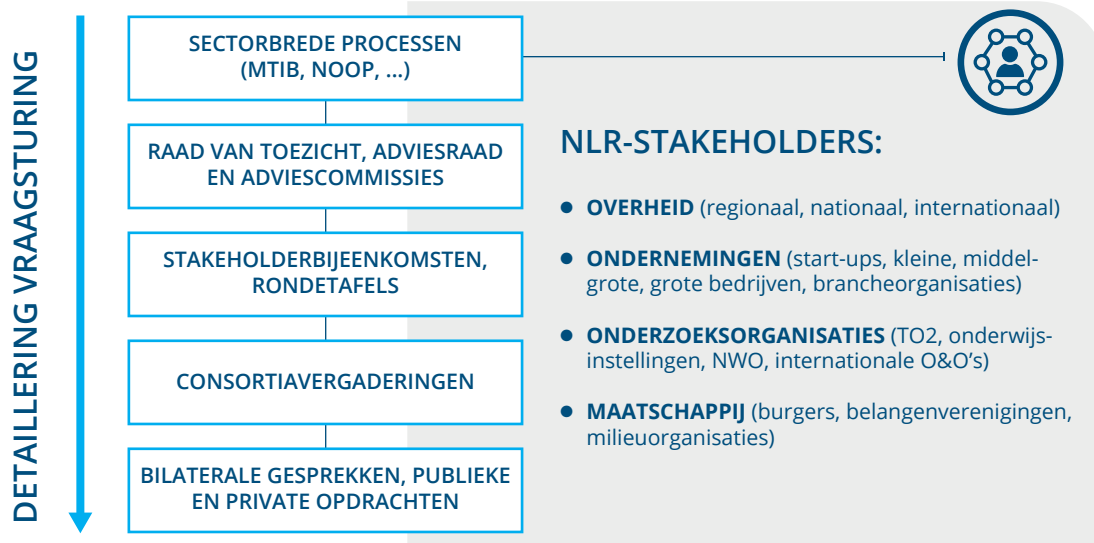 DETAILLERING VRAAGSTURING
SECTORBREDE PROCESSEN
(MTIB, NOOP, ...)
RAAD VAN TOEZICHT, ADVIESRAAD
EN ADVIESCOMMISSIES
STAKEHOLDERBIJEENKOMSTEN,
RONDETAFELS
CONSORTIAVERGADERINGEN
BILATERALE GESPREKKEN, PUBLIEKE
EN PRIVATE OPDRACHTEN
NLR-STAKEHOLDERS:
● OVERHEID (regionaal, nationaal, internationaal)
● ONDERNEMINGEN (start-ups, kleine, middel-
grote, grote bedrijven, brancheorganisaties)
● ONDERZOEKSORGANISATIES (TO2, onderwijs-
instellingen, NWO, internationale O&O’s)
● MAATSCHAPPIJ (burgers, belangenverenigingen,
milieuorganisaties)